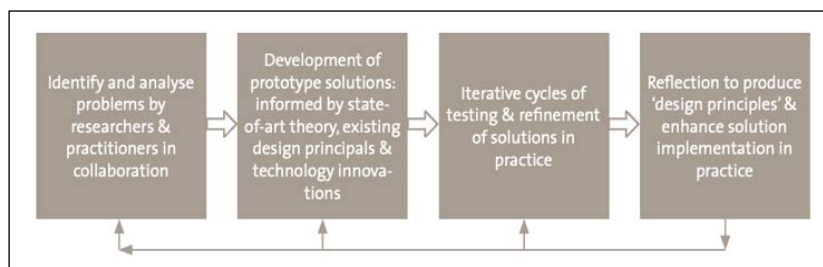 Identify and analyse
problems by
researchers &
practitioners in
collaboration
Development of
prototype solutions:
informed by state-
of-art theory, existing
design principals &
technology innova-
tions
Iterative cycles of
testing & refinement
of solutions in
practice
Reflection to produce
‘design principles’ &
enhance solution
implementation in
practice